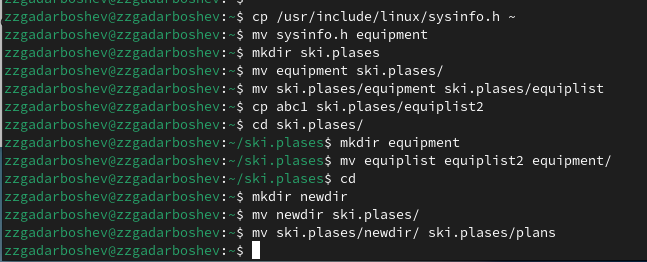 zzgadarboshev@zzgadarboshev:~$ cp /usr/include/linux/sysinfo.h ~
zzgadarboshev@zzgadarboshev:~$ mv sysinfo.h equipment
zzgadarboshev@zzgadarboshev:~$ mkdir ski.plases
zzgadarboshev@zzgadarboshev:~$ mv equipment ski.plases/
zzgadarboshev@zzgadarboshev:~$ mv ski.plases/equipment ski.plases/equiplist
zzgadarboshev@zzgadarboshev:~$ cp abc1 ski.plases/equiplist2
zzgadarboshev@zzgadarboshev:~$ cd ski.plases/
zzgadarboshev@zzgadarboshev:~/ski.plases$ mkdir equipment
zzgadarboshev@zzgadarboshev:~/ski.plases$ mv equiplist equiplist2 equipment/
zzgadarboshev@zzgadarboshev:~/ski.plases$ cd
zzgadarboshev@zzgadarboshev:~$ mkdir newdir
zzgadarboshev@zzgadarboshev:~$ mv newdir ski.plases/
zzgadarboshev@zzgadarboshev:~$ mv ski.plases/newdir/ ski.plases/plans
zzgadarboshev@zzgadarboshev:~$